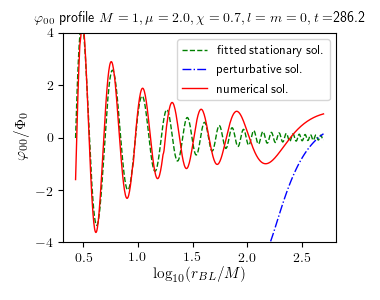 φ₀₀ profile M = 1, μ = 2.0, χ = 0.7, l = m = 0, t =286.2
fitted stationary sol.
perturbative sol.
numerical sol.
φ₀₀/Φ₀
4
2
0
−2
−4
0.5 1.0 1.5 2.0 2.5
log₁₀(r_BL/M)